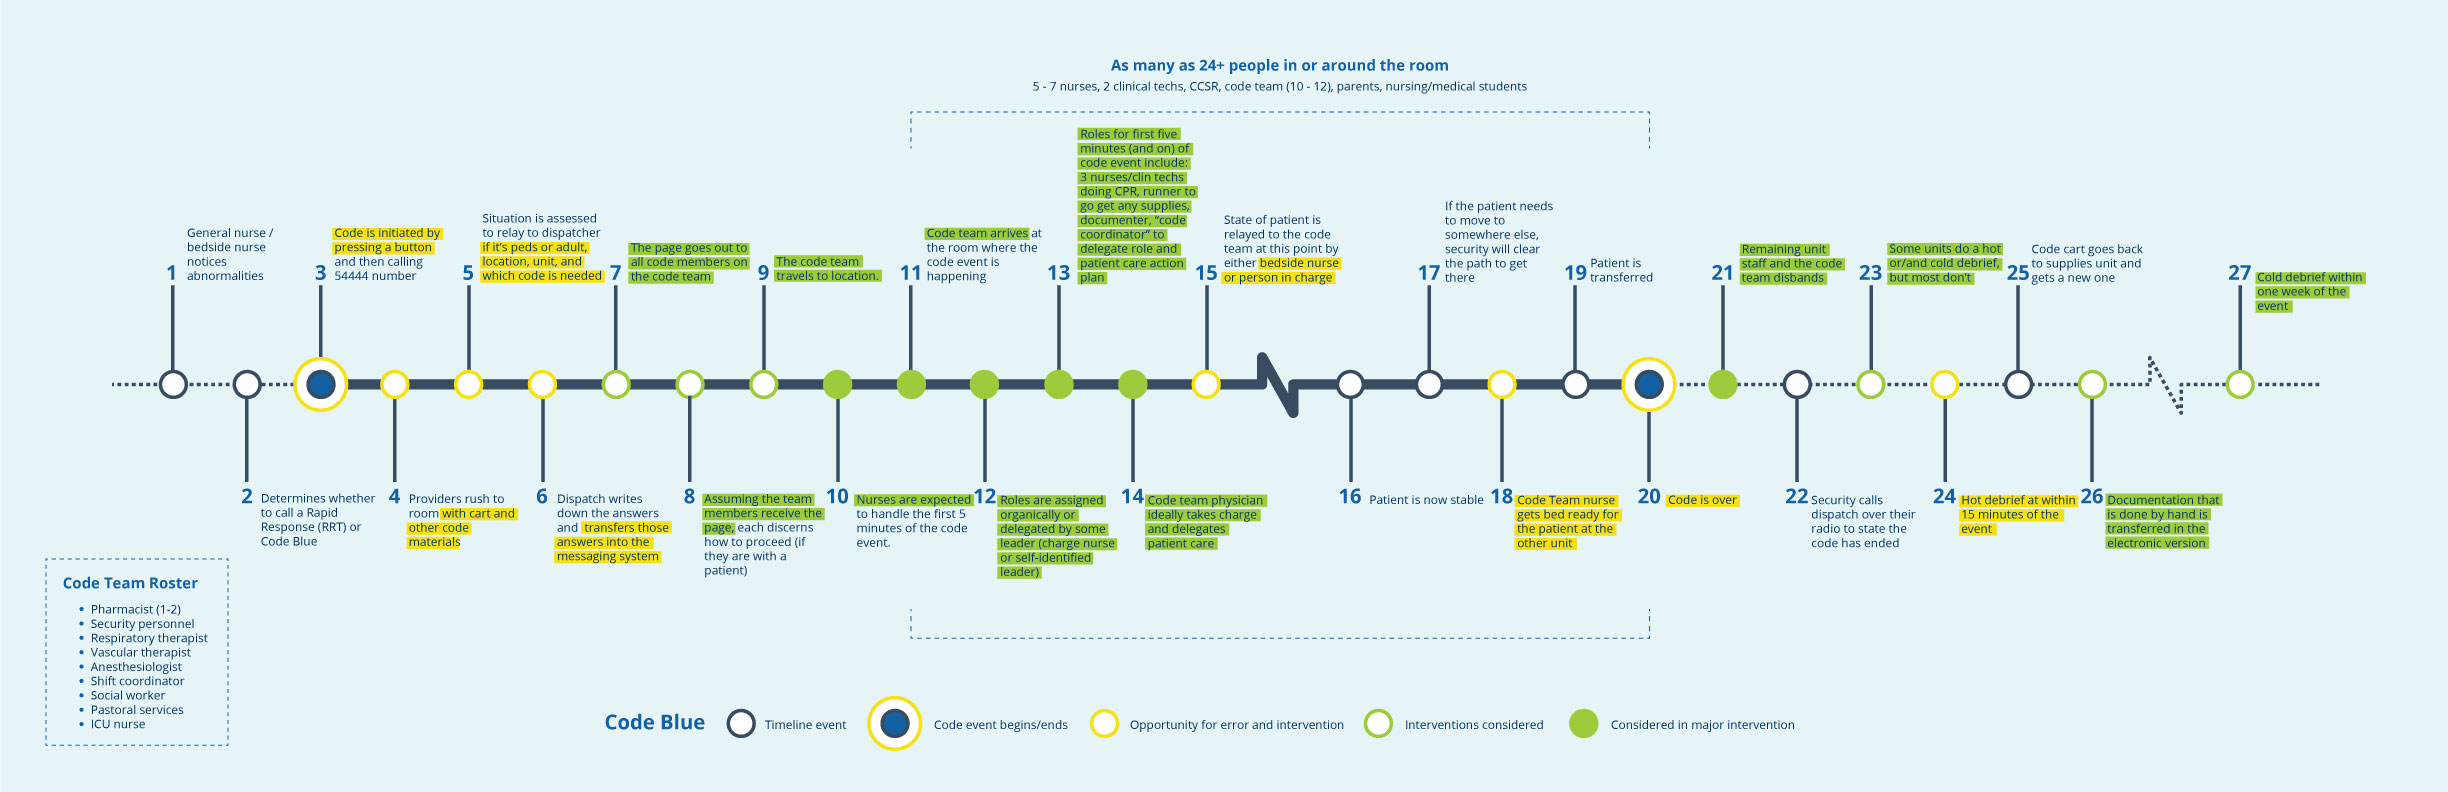 As many as 24+ people in or around the room
5 - 7 nurses, 2 clinical techs, CCSR, code team (10 - 12), parents, nursing/medical students
1
General nurse /
bedside nurse
notices
abnormalities
2
Determines whether
to call a Rapid
Response (RRT) or
Code Blue
3
Code is initiated by
pressing a button
and then calling
54444 number
4
Providers rush to
room with cart and
other code
materials
5
Situation is assessed
to relay to dispatcher
if it's peds or adult,
location, unit, and
which code is needed
6
Dispatch writes
down the answers
and transfers those
answers into the
messaging system
7
The page goes out to
all code members on
the code team
8
Assuming the team
members receive the
page, each discerns
how to proceed (if
they are with a
patient)
9
The code team
travels to location.
10
Nurses are expected
to handle the first 5
minutes of the code
event.
11
Code team arrives at
the room where the
code event is
happening
12
Roles are assigned
organically or
delegated by some
leader (charge nurse
or self-identified
leader)
13
Roles for first five
minutes (and on) of
code event include:
3 nurses/clin techs
doing CPR, runner to
go get any supplies,
documenter, “code
coordinator” to
delegate role and
patient care action
plan
14
Code team physician
ideally takes charge
and delegates
patient care
15
State of patient is
relayed to the code
team at this point by
either bedside nurse
or person in charge
16
Patient is now stable
17
If the patient needs
to move to
somewhere else,
security will clear
the path to get
there
18
Code Team nurse
gets bed ready for
the patient at the
other unit
19
Patient is
transferred
20
Code is over
21
Remaining unit
staff and the code
team disbands
22
Security calls
dispatch over their
radio to state the
code has ended
23
Some units do a hot
or/and cold debrief,
but most don't
24
Hot debrief at within
15 minutes of the
event
25
Code cart goes back
to supplies unit and
gets a new one
26
Documentation that
is done by hand is
transferred in the
electronic version
27
Cold debrief within
one week of the
event
Code Team Roster
• Pharmacist (1-2)
• Security personnel
• Respiratory therapist
• Vascular therapist
• Anesthesiologist
• Shift coordinator
• Social worker
• Pastoral services
• ICU nurse
Code Blue
Timeline event
Code event begins/ends
Opportunity for error and intervention
Interventions considered
Considered in major intervention